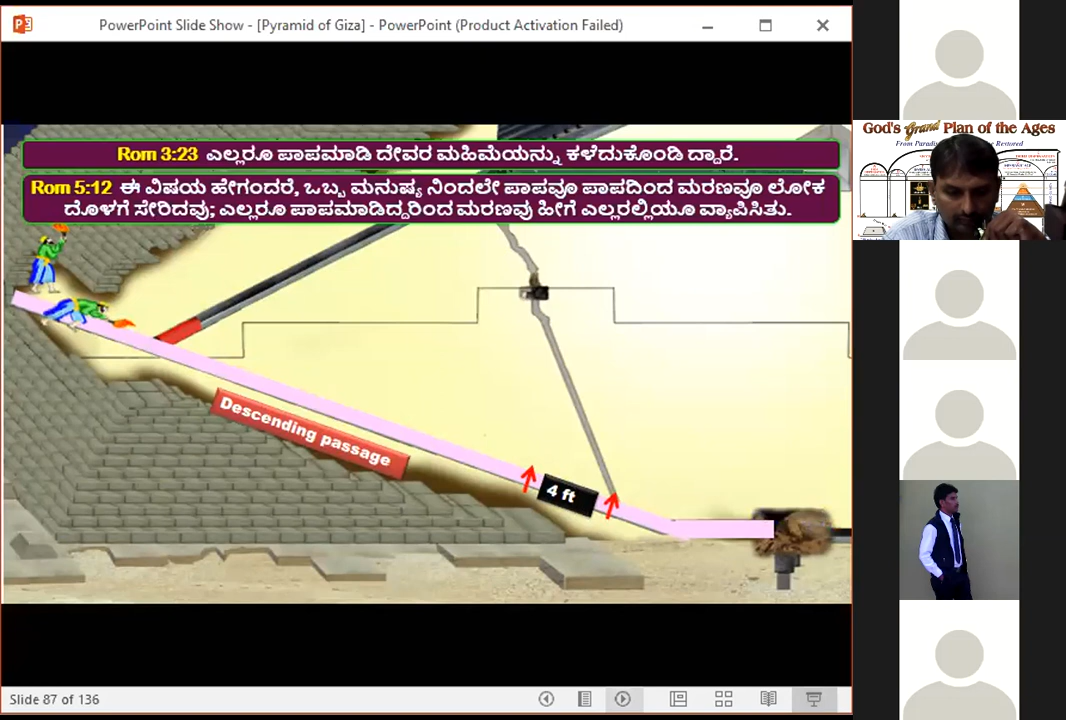 PowerPoint Slide Show - [Pyramid of Giza] - PowerPoint (Product Activation Failed)
Rom 3:23 ಎಲ್ಲರೂ ಪಾಪಮಾಡಿ ದೇವರ ಮಹಿಮೆಯನ್ನು ಕಳೆದುಕೊಂಡಿ ದ್ದಾರೆ.
Rom 5:12 ಈ ವಿಷಯ ಹೇಗಂದರೆ, ಒಬ್ಬ ಮನುಷ್ಯ ನಿಂದಲೇ ಪಾಪವೂ ಪಾಪದಿಂದ ಮರಣವೂ ಲೋಕ
ದೊಳಗೆ ಸೇರಿದವು; ಎಲ್ಲರೂ ಪಾಪಮಾಡಿದ್ದರಿಂದ ಮರಣವು ಹೀಗೆ ಎಲ್ಲರಲ್ಲಿಯೂ ವ್ಯಾಪಿಸಿತು.
Descending passage
4 ft
Slide 87 of 136
God's Grand Plan of the Ages
From Restored